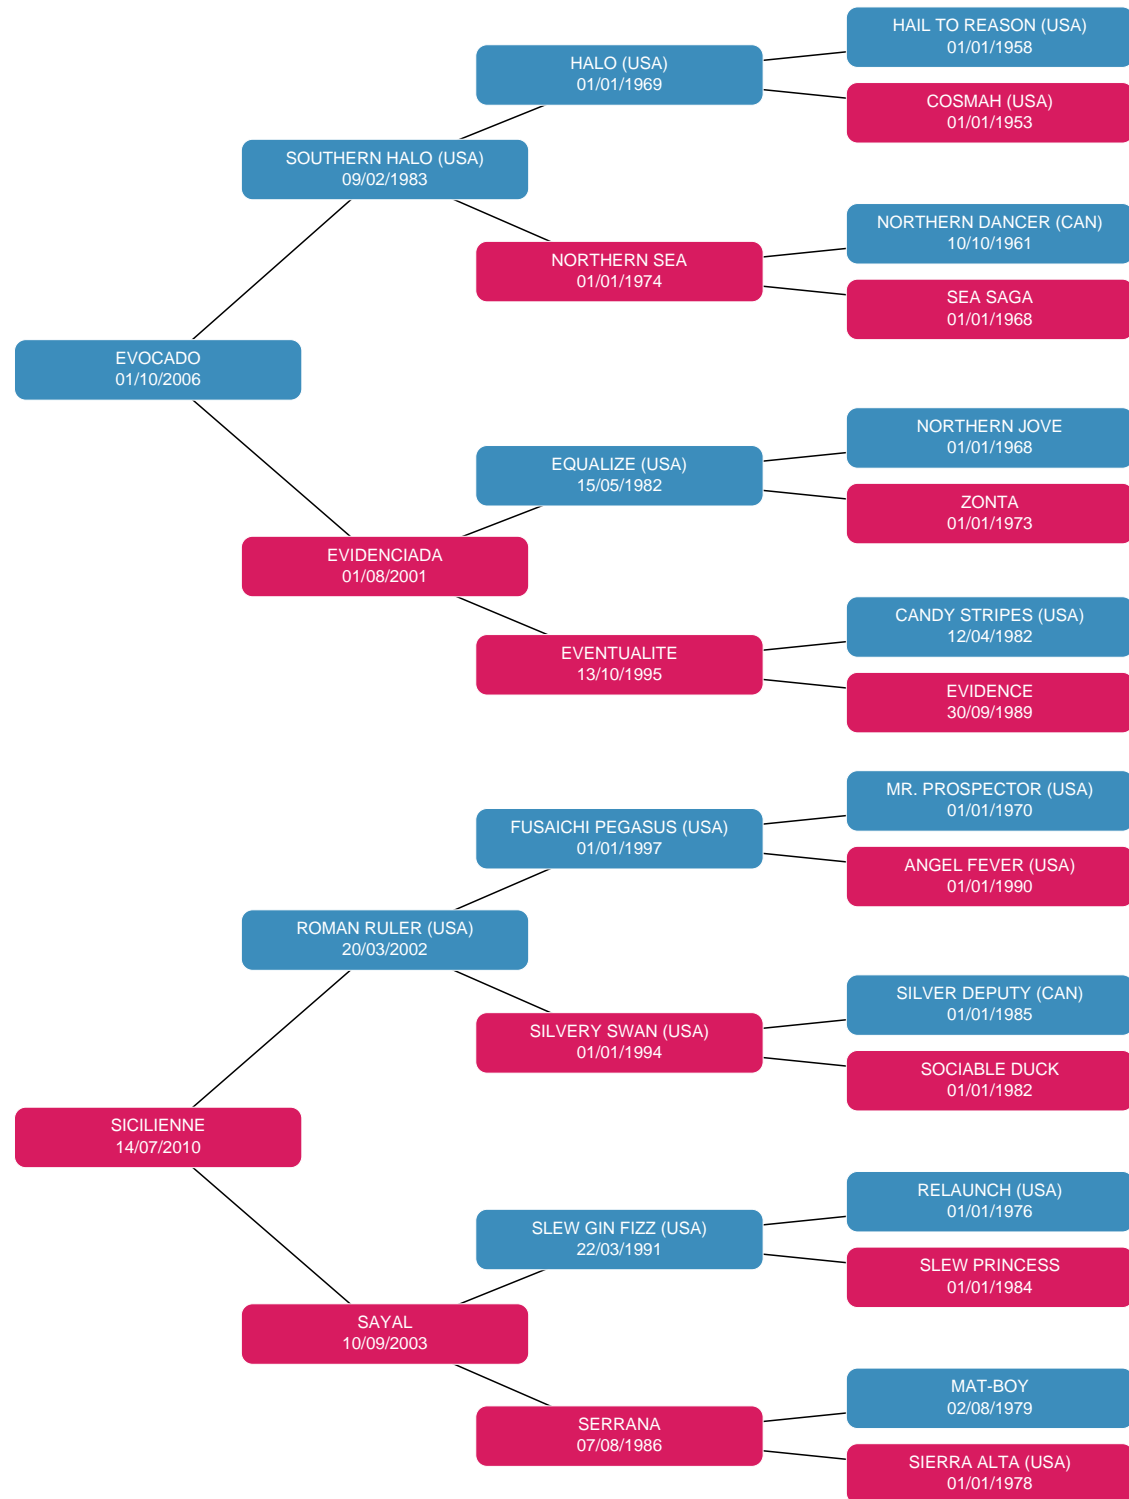 HAIL TO REASON (USA)
01/01/1958
HALO (USA)
01/01/1969
COSMAH (USA)
01/01/1953
SOUTHERN HALO (USA)
09/02/1983
NORTHERN DANCER (CAN)
10/10/1961
NORTHERN SEA
01/01/1974
SEA SAGA
01/01/1968
EVOCADO
01/10/2006
NORTHERN JOVE
01/01/1968
EQUALIZE (USA)
15/05/1982
ZONTA
01/01/1973
EVIDENCIADA
01/08/2001
CANDY STRIPES (USA)
12/04/1982
EVENTUALITE
13/10/1995
EVIDENCE
30/09/1989
MR. PROSPECTOR (USA)
01/01/1970
FUSAICHI PEGASUS (USA)
01/01/1997
ANGEL FEVER (USA)
01/01/1990
ROMAN RULER (USA)
20/03/2002
SILVER DEPUTY (CAN)
01/01/1985
SILVERY SWAN (USA)
01/01/1994
SOCIABLE DUCK
01/01/1982
SICILIENNE
14/07/2010
RELAUNCH (USA)
01/01/1976
SLEW GIN FIZZ (USA)
22/03/1991
SLEW PRINCESS
01/01/1984
SAYAL
10/09/2003
MAT-BOY
02/08/1979
SERRANA
07/08/1986
SIERRA ALTA (USA)
01/01/1978